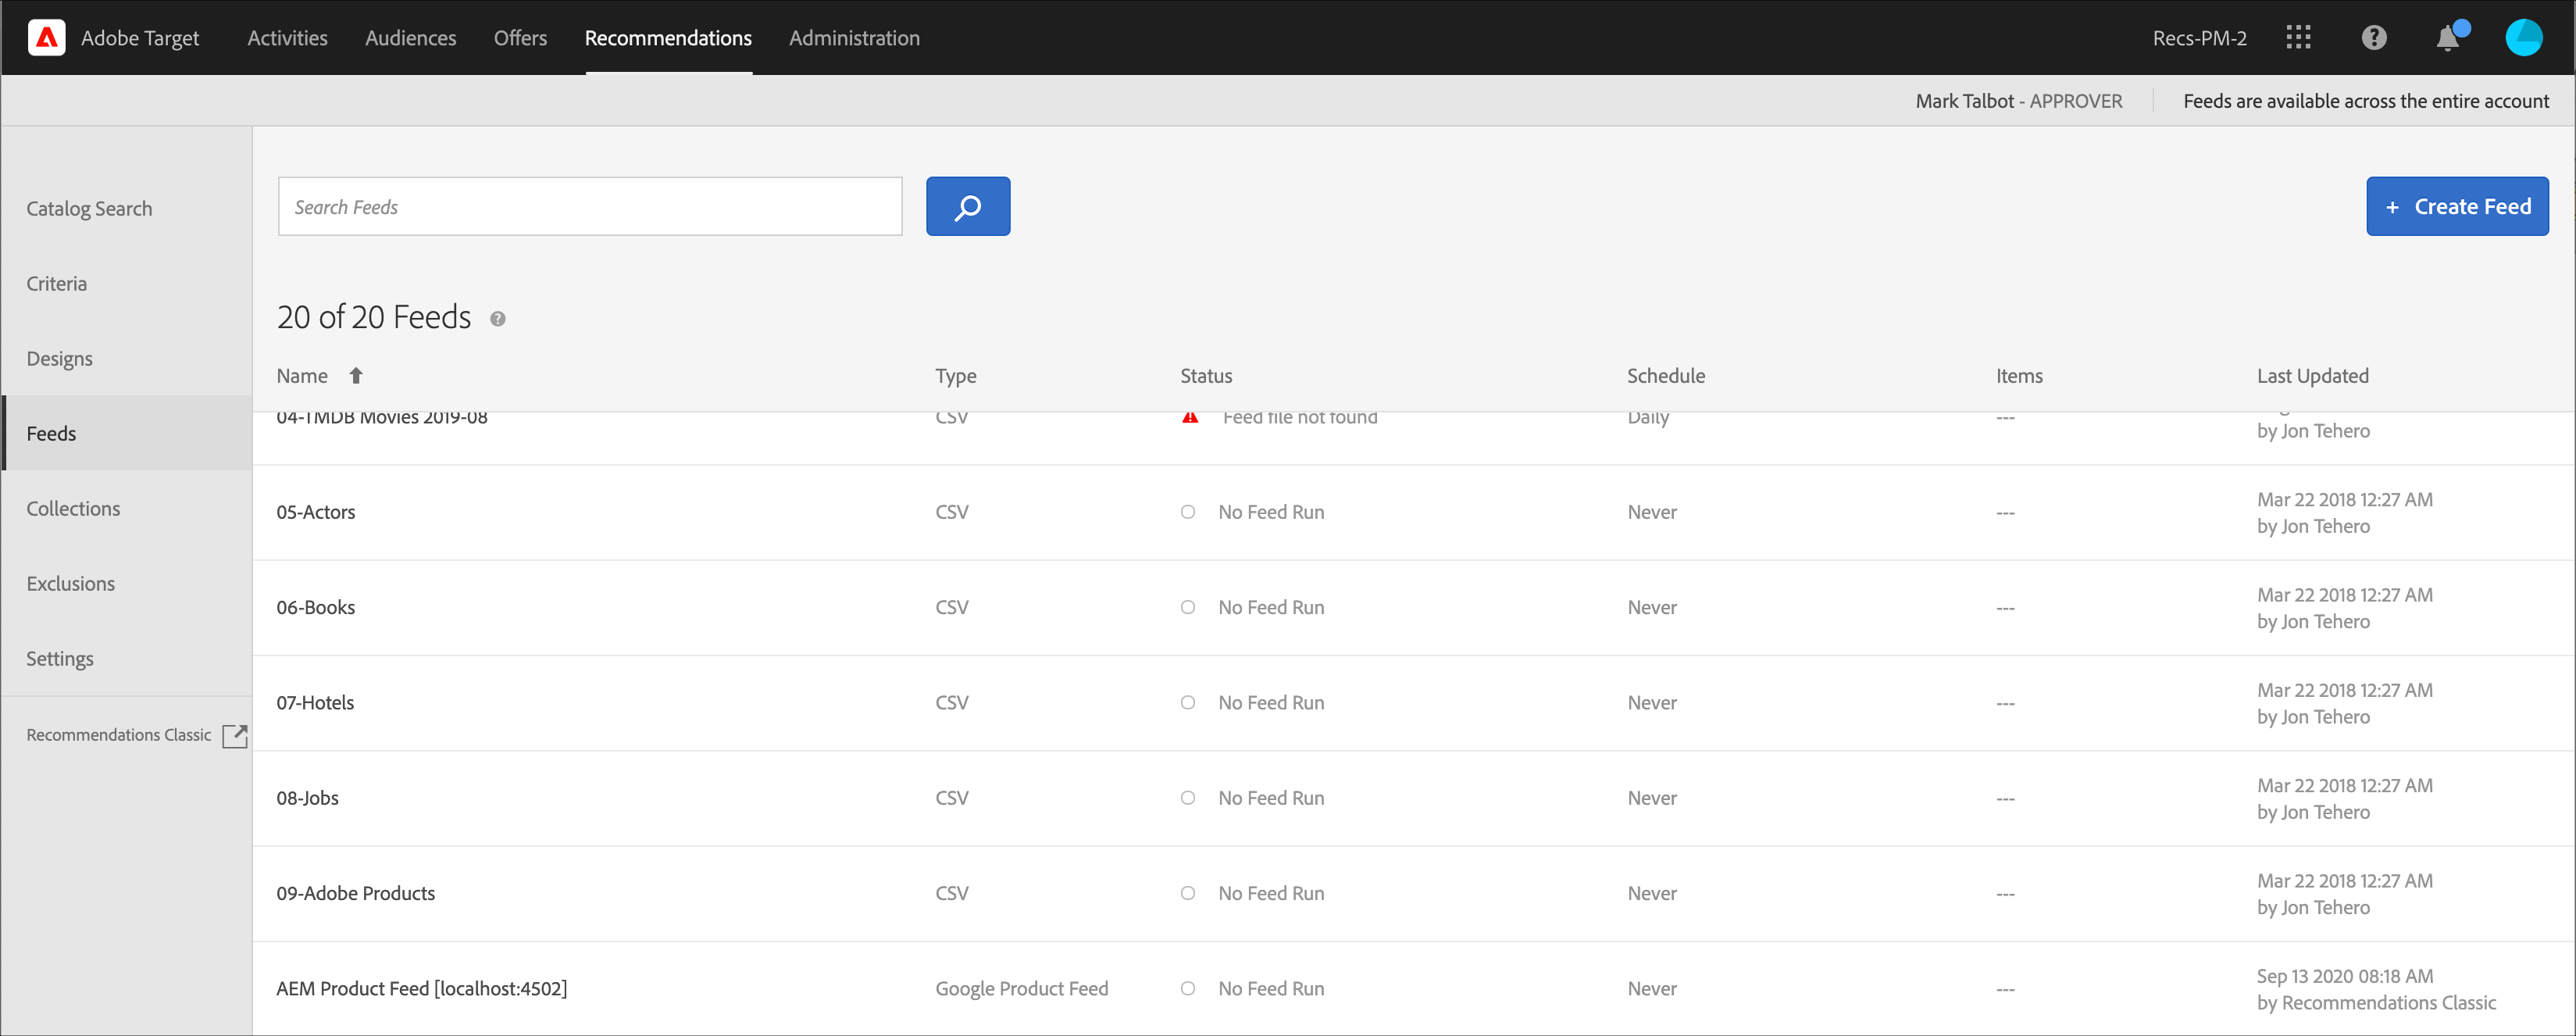 Adobe Target Activities Audiences Offers Recommendations Administration Recs-PM-2
Mark Talbot - APPROVER Feeds are available across the entire account
Catalog Search
Criteria
Designs
Feeds
Collections
Exclusions
Settings
Recommendations Classic
Search Feeds
+ Create Feed
20 of 20 Feeds
Name Type Status Schedule Items Last Updated
04-TMDB Movies 2019-08 CSV Feed file not found Daily ---
by Jon Tehero
05-Actors CSV No Feed Run Never --- Mar 22 2018 12:27 AM
by Jon Tehero
06-Books CSV No Feed Run Never --- Mar 22 2018 12:27 AM
by Jon Tehero
07-Hotels CSV No Feed Run Never --- Mar 22 2018 12:27 AM
by Jon Tehero
08-Jobs CSV No Feed Run Never --- Mar 22 2018 12:27 AM
by Jon Tehero
09-Adobe Products CSV No Feed Run Never --- Mar 22 2018 12:27 AM
by Jon Tehero
AEM Product Feed [localhost:4502] Google Product Feed No Feed Run Never --- Sep 13 2020 08:18 AM
by Recommendations Classic